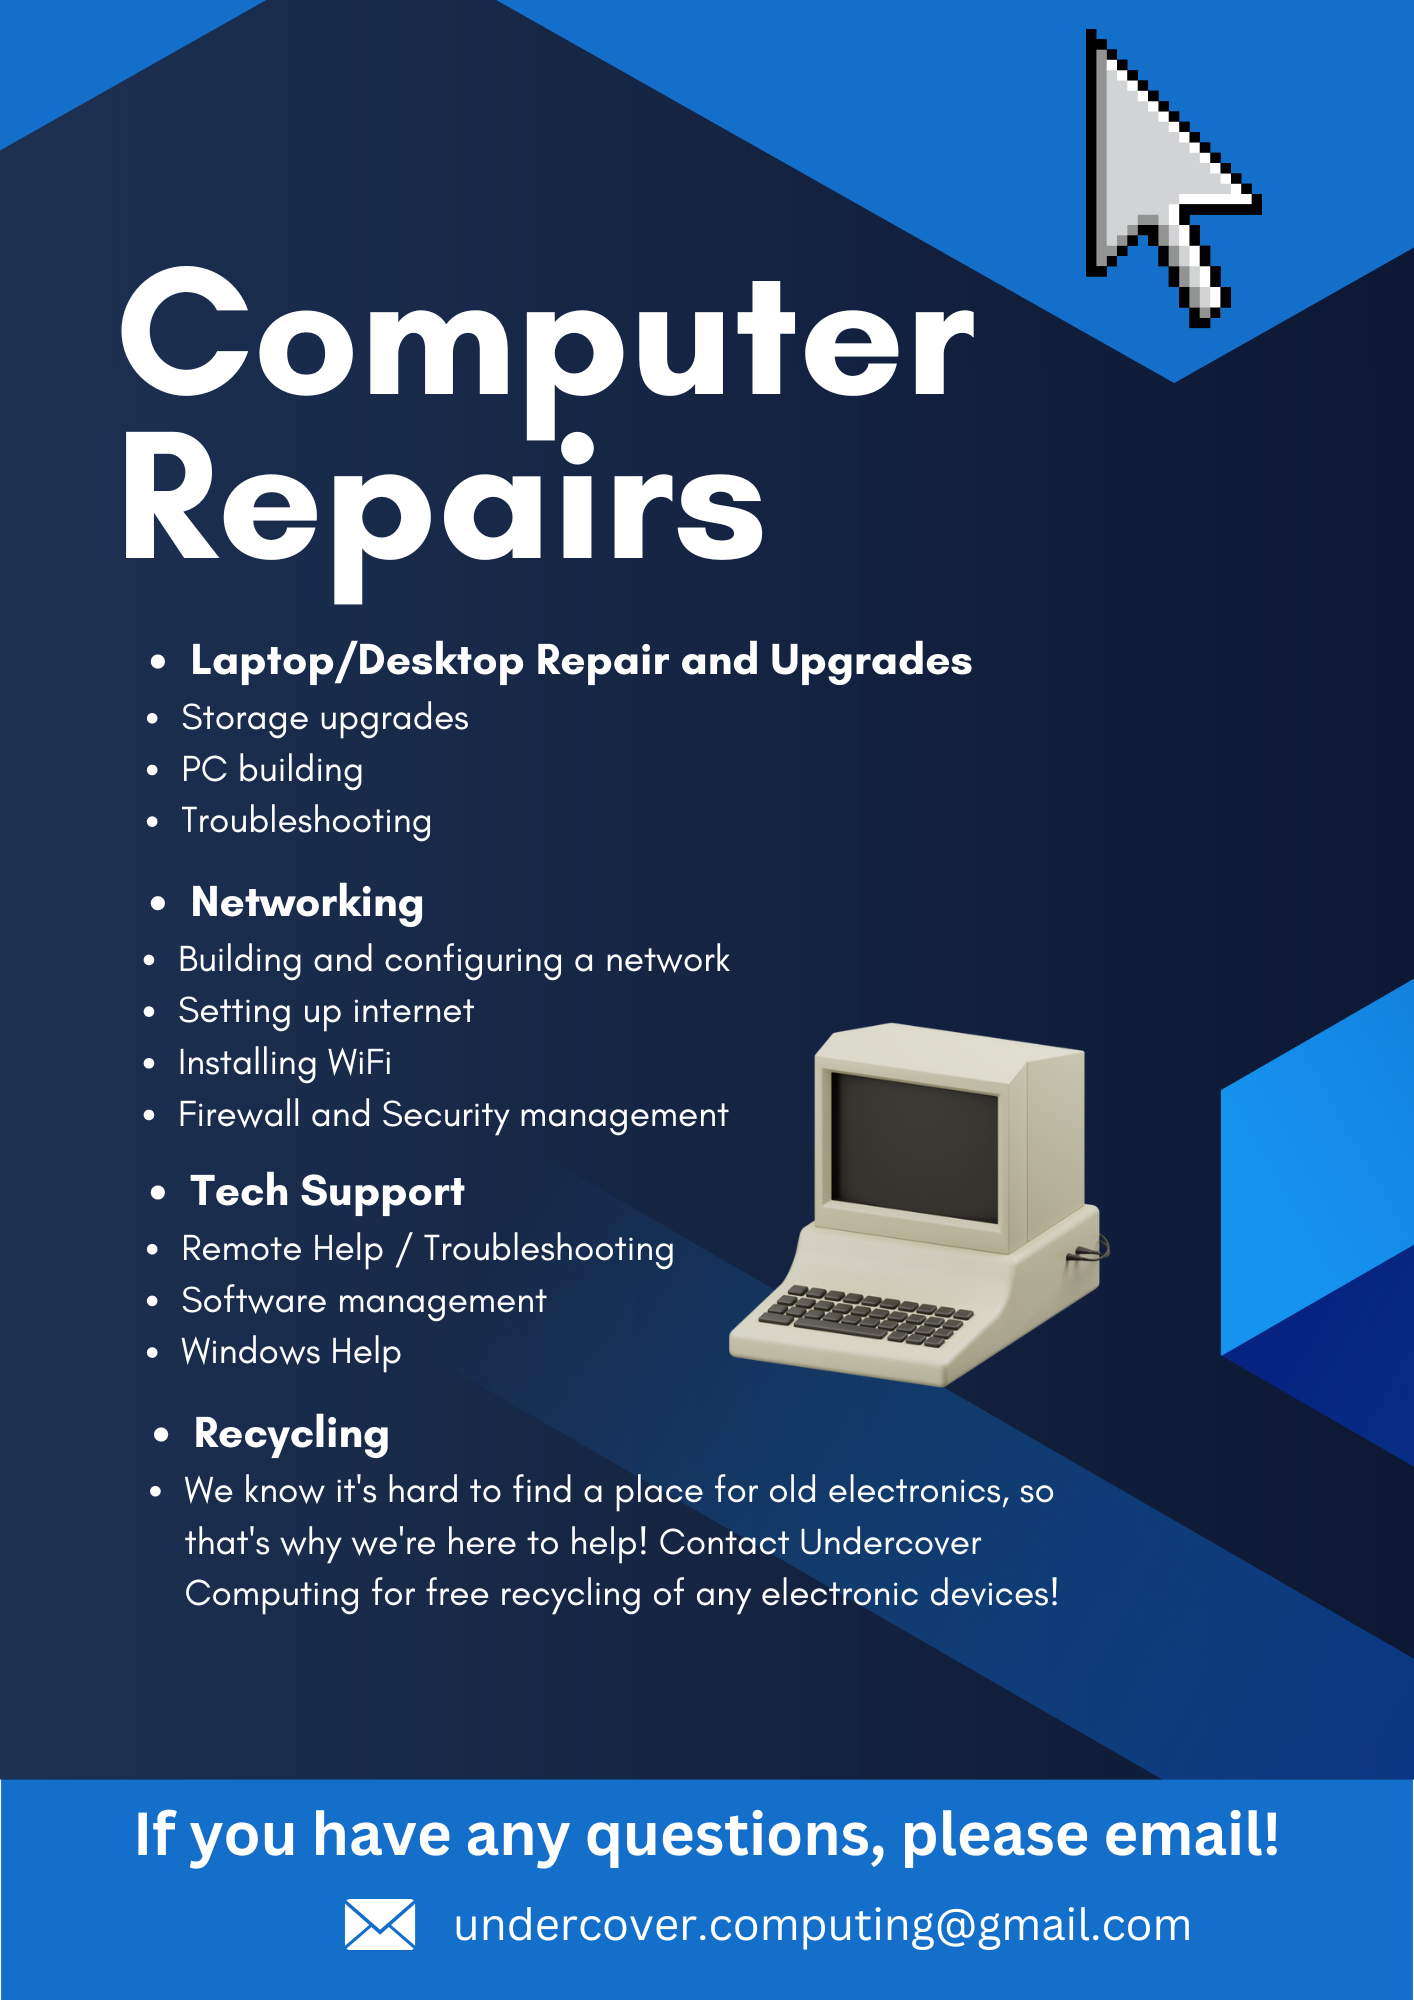 Computer
Repairs
• Laptop/Desktop Repair and Upgrades
• Storage upgrades
• PC building
• Troubleshooting
• Networking
• Building and configuring a network
• Setting up internet
• Installing WiFi
• Firewall and Security management
• Tech Support
• Remote Help / Troubleshooting
• Software management
• Windows Help
• Recycling
• We know it's hard to find a place for old electronics, so
that's why we're here to help! Contact Undercover
Computing for free recycling of any electronic devices!
If you have any questions, please email!
undercover.computing@gmail.com